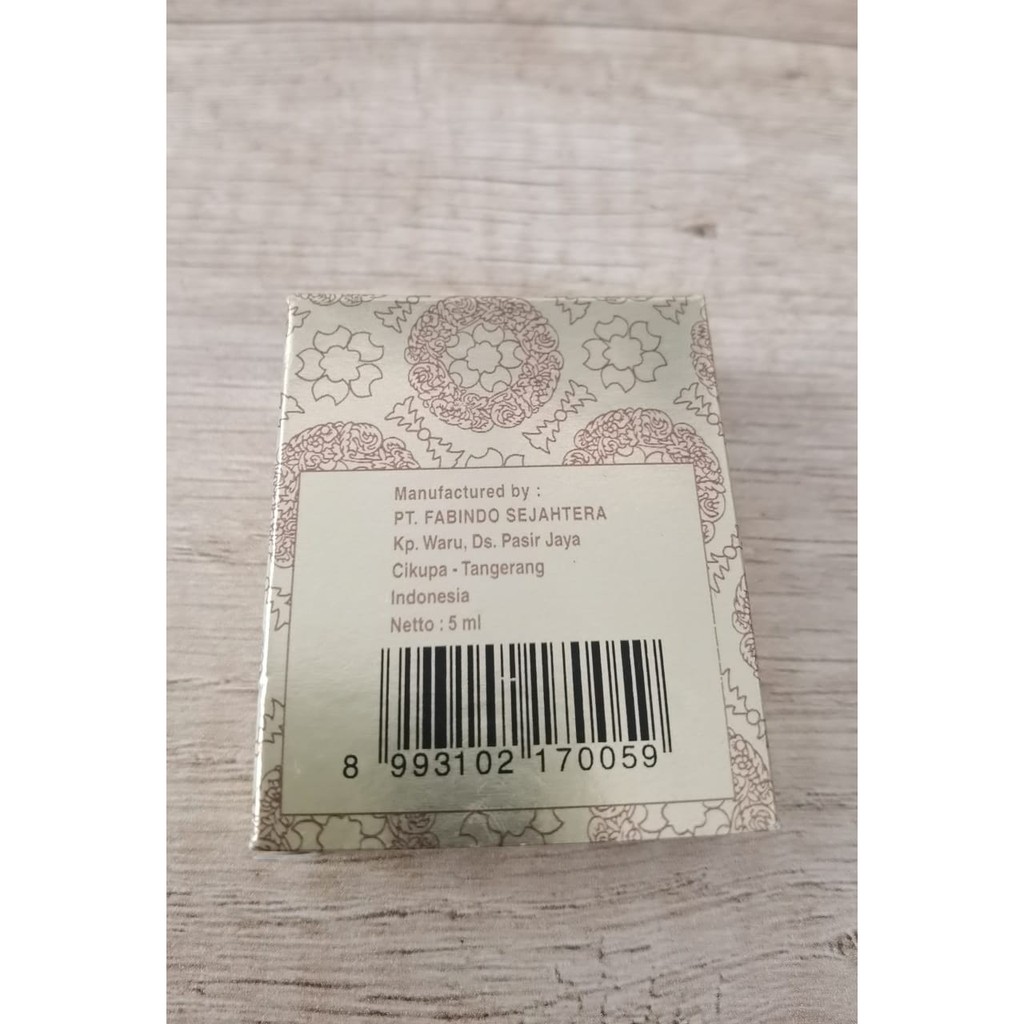 Manufactured by :
PT. FABINDO SEJAHTERA
Kp. Waru, Ds. Pasir Jaya
Cikupa - Tangerang
Indonesia
Netto : 5 ml
8 993102 170059